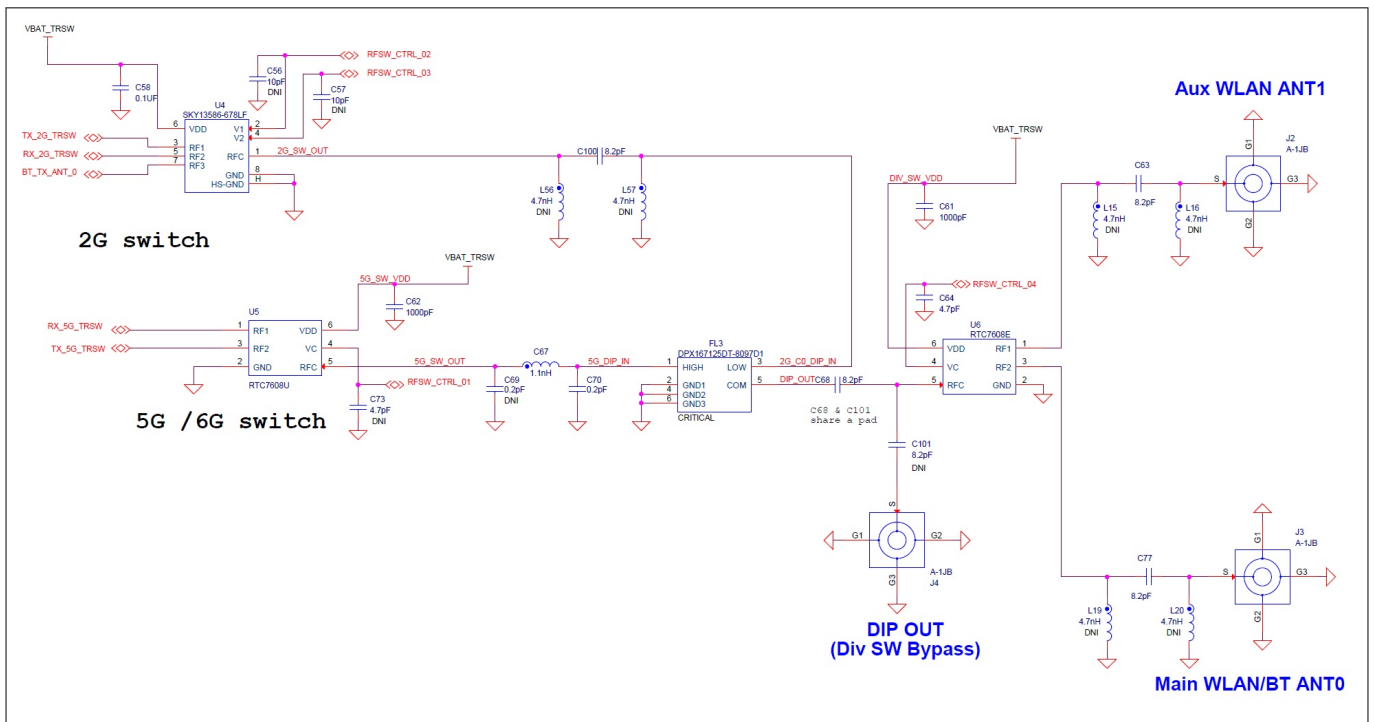 VBAT_TRSW
C58
0.1UF
C56
10pF
DNI
RFSW_CTRL_02
RFSW_CTRL_03
C57
10pF
DNI
U4
SKY13586-678LF
TX_2G_TRSW
RX_2G_TRSW
BT_TX_ANT_0
6 VDD
3 RF1
5 RF2
7 RF3
V1 2
V2 4
RFC 1
GND 8
HS-GND H
2G_SW_OUT
C100 8.2pF
L56
4.7nH
DNI
L57
4.7nH
DNI
2G switch
VBAT_TRSW
5G_SW_VDD
C62
1000pF
U5
RX_5G_TRSW
TX_5G_TRSW
1 RF1
3 RF2
2 GND
VDD 6
VC 4
RFC 5
RTC7608U
RFSW_CTRL_01
C73
4.7pF
DNI
5G /6G switch
5G_SW_OUT
C67
1.1nH
5G_DIP_IN
C69
0.2pF
DNI
C70
0.2pF
FL3
DPX167125DT-8097D1
1 HIGH
2 GND1
4 GND2
6 GND3
LOW 3
COM 5
CRITICAL
2G_C0_DIP_IN
DIP_OUT
C68 8.2pF
C68 & C101
share a pad
C101
8.2pF
DNI
S
G1
G2
G3
A-1JB
J4
DIP OUT
(Div SW Bypass)
VBAT_TRSW
DIV_SW_VDD
C61
1000pF
RFSW_CTRL_04
C64
4.7pF
U6
RTC7608E
6 VDD
4 VC
5 RFC
RF1 1
RF2 3
GND 2
Aux WLAN ANT1
J2
A-1JB
G1
S
G3
G2
C63
8.2pF
L15
4.7nH
DNI
L16
4.7nH
DNI
J3
A-1JB
G1
S
G3
G2
C77
8.2pF
L19
4.7nH
DNI
L20
4.7nH
DNI
Main WLAN/BT ANT0